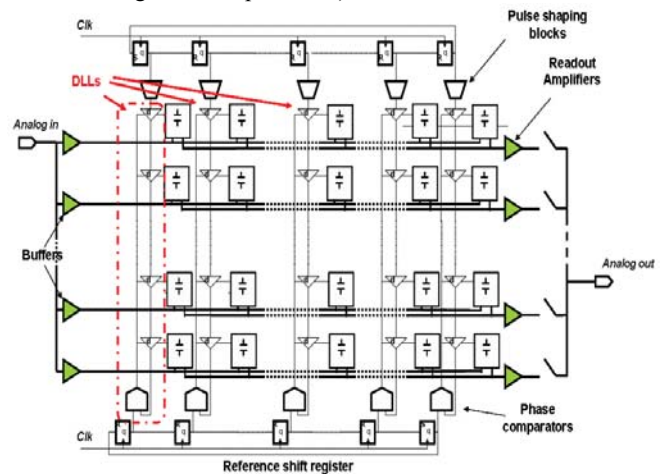 Clk
Pulse shaping
blocks
Readout
Amplifiers
DLLs
Analog in
Buffers
Analog out
Phase
comparators
Clk
Reference shift register